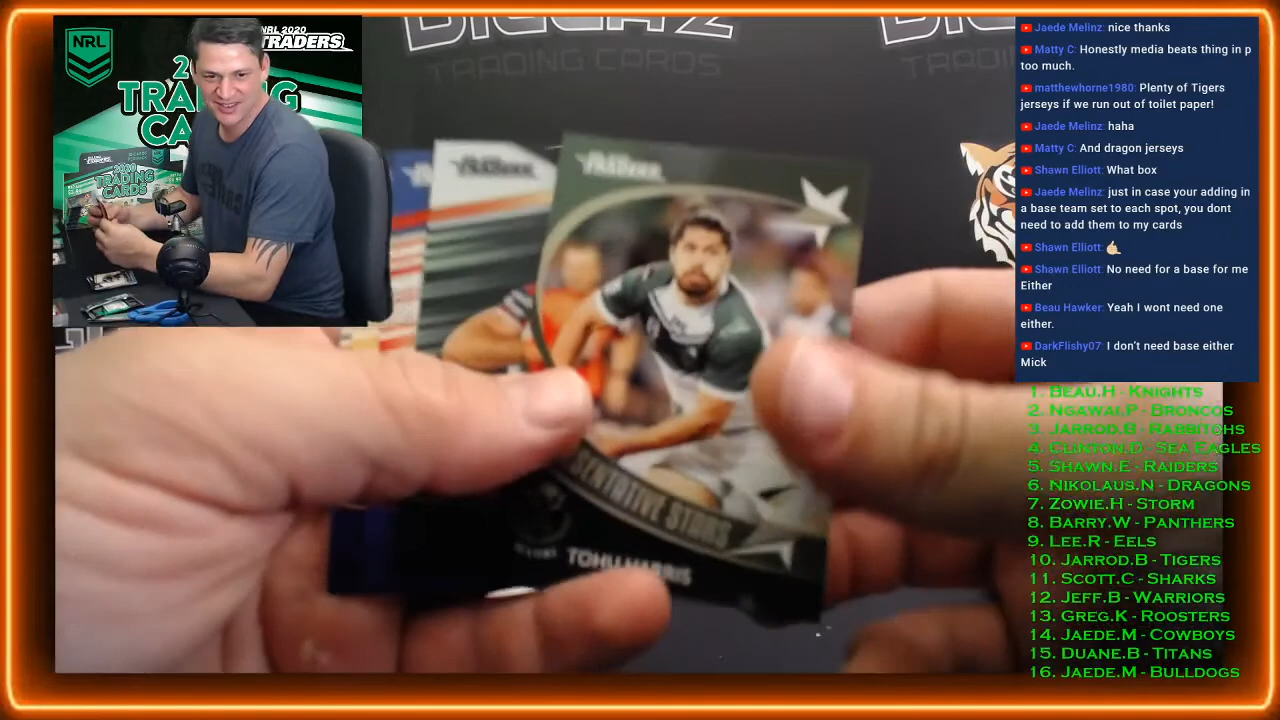 NRL
NRL 2020
TRADERS
TRADING
TRADING CARDS
Jaede Melinz: nice thanks
Matty C: Honestly media beats thing in p
too much.
matthewhorne1980: Plenty of Tigers
jerseys if we run out of toilet paper!
Jaede Melinz: haha
Matty C: And dragon jerseys
Shawn Elliott: What box
Jaede Melinz: just in case your adding in
a base team set to each spot, you dont
need to add them to my cards
Shawn Elliott: 🤙🏻
Shawn Elliott: No need for a base for me
Either
Beau Hawker: Yeah I wont need one
either.
DarkFlishy07: I don't need base either
Mick
TRADERS
STARS
TOHU HARRIS
1. BEAU.H - KNIGHTS
2. NGAWAI.P - BRONCOS
3. JARROD.B - RABBITOHS
4. CLINTON.D - SEA EAGLES
5. SHAWN.E - RAIDERS
6. NIKOLAUS.N - DRAGONS
7. ZOWIE.H - STORM
8. BARRY.W - PANTHERS
9. LEE.R - EELS
10. JARROD.B - TIGERS
11. SCOTT.C - SHARKS
12. JEFF.B - WARRIORS
13. GREG.K - ROOSTERS
14. JAEDE.M - COWBOYS
15. DUANE.B - TITANS
16. JAEDE.M - BULLDOGS